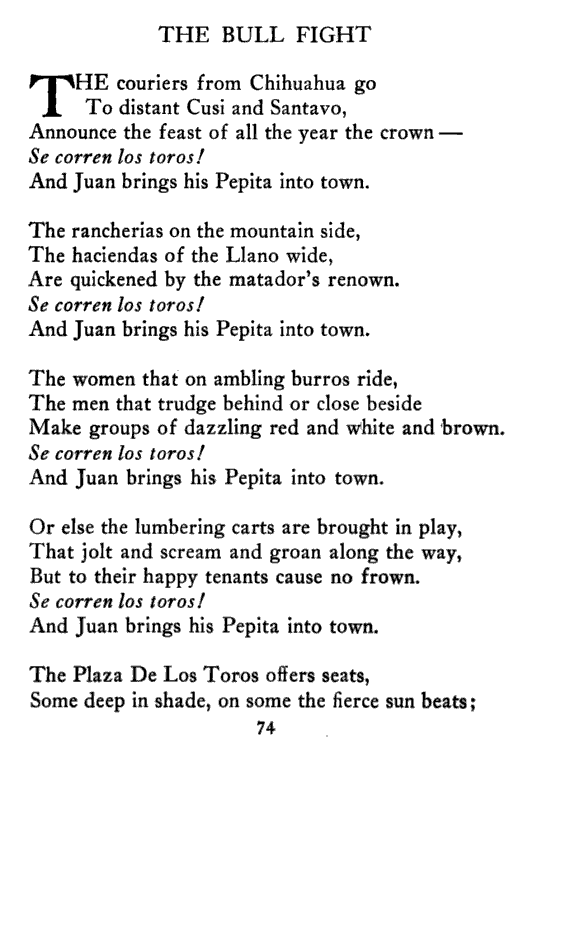 THE BULL FIGHT
THE couriers from Chihuahua go
To distant Cusi and Santavo,
Announce the feast of all the year the crown —
Se corren los toros!
And Juan brings his Pepita into town.
The rancherias on the mountain side,
The haciendas of the Llano wide,
Are quickened by the matador's renown.
Se corren los toros!
And Juan brings his Pepita into town.
The women that on ambling burros ride,
The men that trudge behind or close beside
Make groups of dazzling red and white and brown.
Se corren los toros!
And Juan brings his Pepita into town.
Or else the lumbering carts are brought in play,
That jolt and scream and groan along the way,
But to their happy tenants cause no frown.
Se corren los toros!
And Juan brings his Pepita into town.
The Plaza De Los Toros offers seats,
Some deep in shade, on some the fierce sun beats;
74